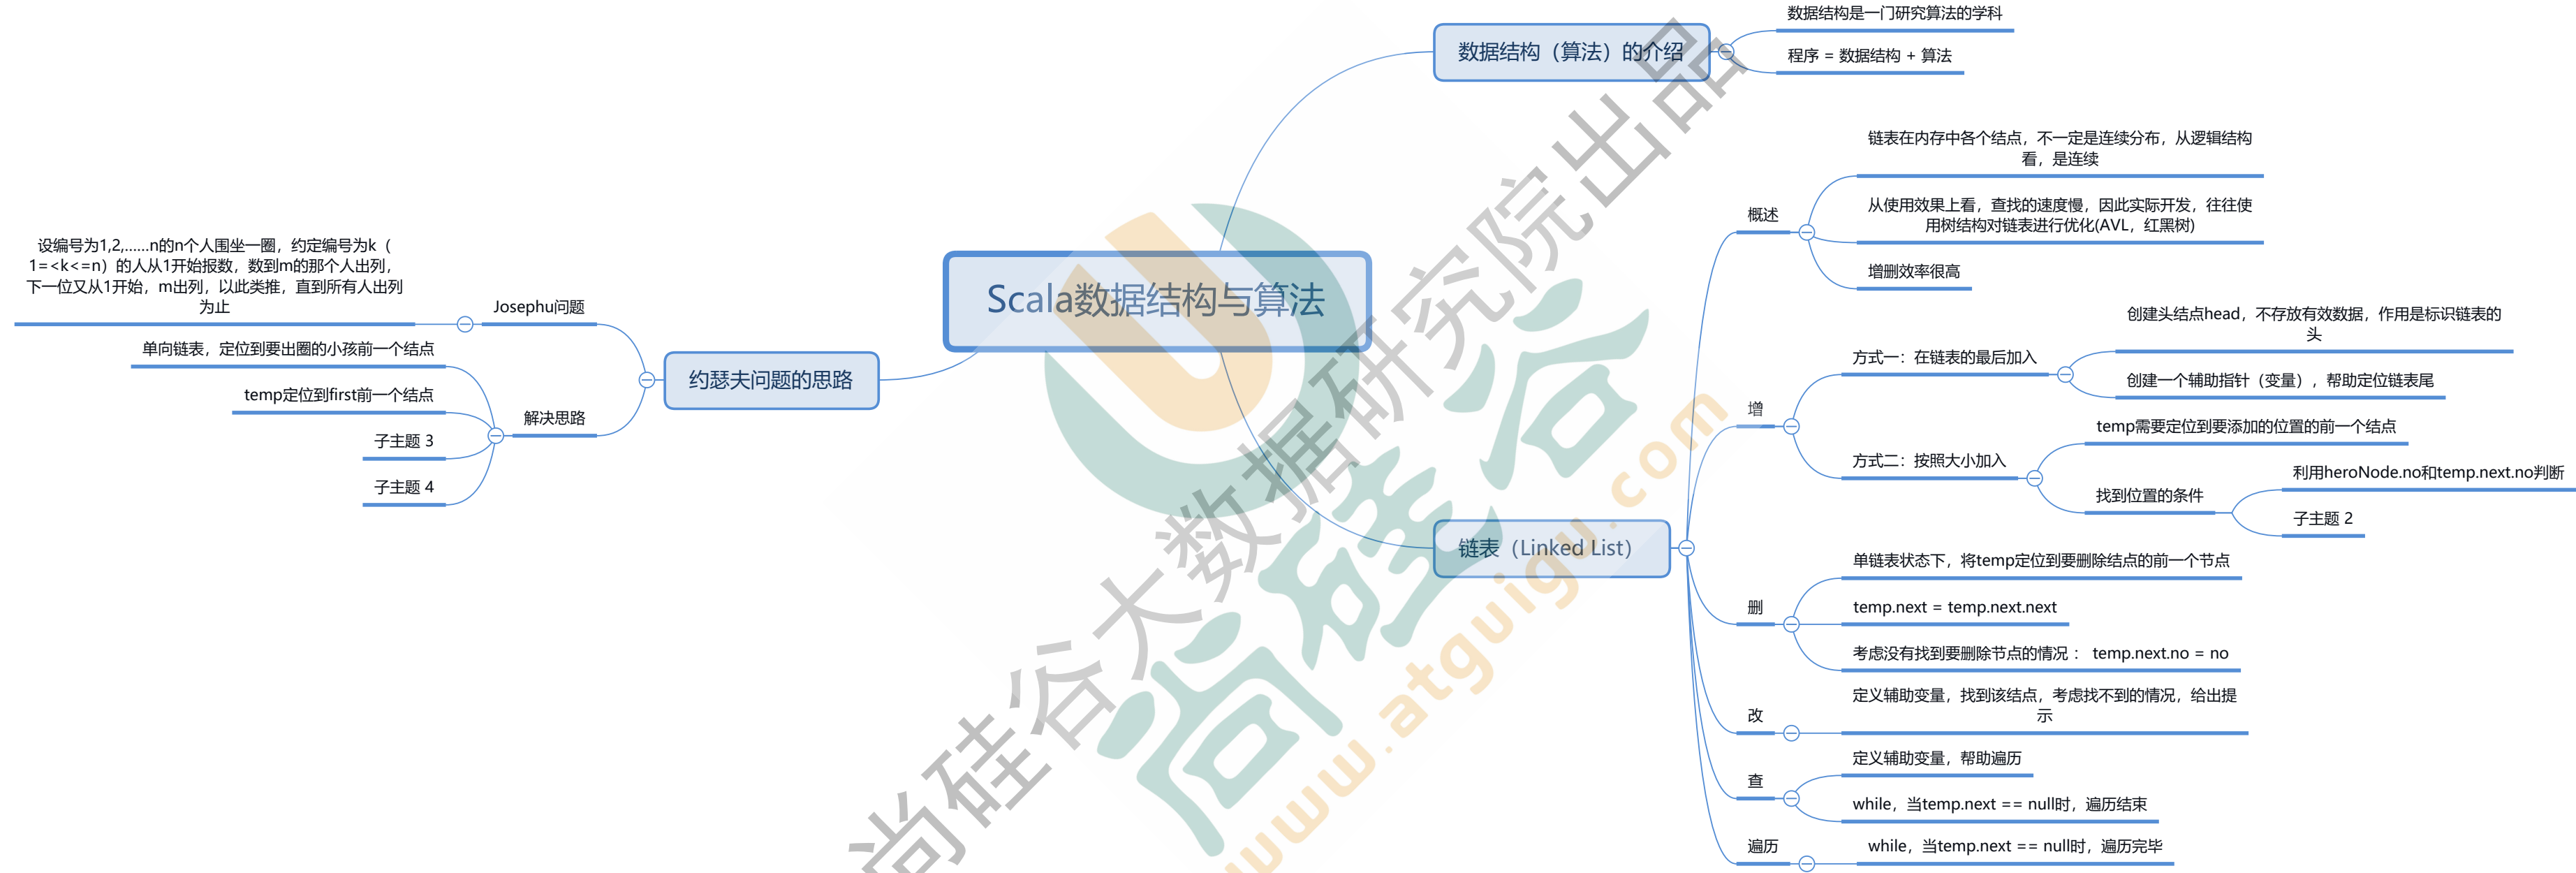 Scala数据结构与算法
数据结构（算法）的介绍
数据结构是一门研究算法的学科
程序 = 数据结构 + 算法
链表（Linked List）
概述
链表在内存中各个结点，不一定是连续分布，从逻辑结构
看，是连续
从使用效果上看，查找的速度慢，因此实际开发，往往使
用树结构对链表进行优化(AVL，红黑树)
增删效率很高
增
方式一：在链表的最后加入
创建头结点head，不存放有效数据，作用是标识链表的
头
创建一个辅助指针（变量），帮助定位链表尾
方式二：按照大小加入
temp需要定位到要添加的位置的前一个结点
找到位置的条件
利用heroNode.no和temp.next.no判断
子主题 2
删
单链表状态下，将temp定位到要删除结点的前一个节点
temp.next = temp.next.next
考虑没有找到要删除节点的情况： temp.next.no = no
改
定义辅助变量，找到该结点，考虑找不到的情况，给出提
示
查
定义辅助变量，帮助遍历
while，当temp.next == null时，遍历结束
遍历
while，当temp.next == null时，遍历完毕
约瑟夫问题的思路
Josephu问题
设编号为1,2,……n的n个人围坐一圈，约定编号为k（
1=<k<=n）的人从1开始报数，数到m的那个人出列，
下一位又从1开始，m出列，以此类推，直到所有人出列
为止
解决思路
单向链表，定位到要出圈的小孩前一个结点
temp定位到first前一个结点
子主题 3
子主题 4
尚硅谷大数据研究院出品
尚硅谷
www.atguigu.com